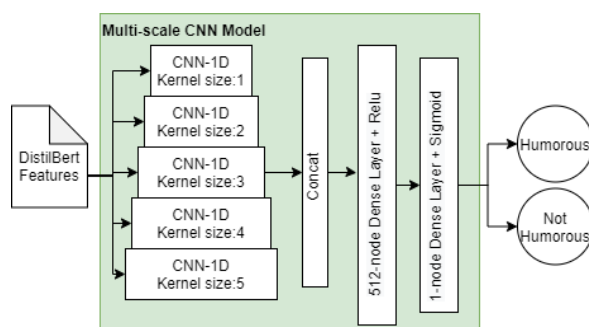 Multi-scale CNN Model
DistilBert
Features
CNN-1D
Kernel size:1
CNN-1D
Kernel size:2
CNN-1D
Kernel size:3
CNN-1D
Kernel size:4
CNN-1D
Kernel size:5
Concat
512-node Dense Layer + Relu
1-node Dense Layer + Sigmoid
Humorous
Not
Humorous